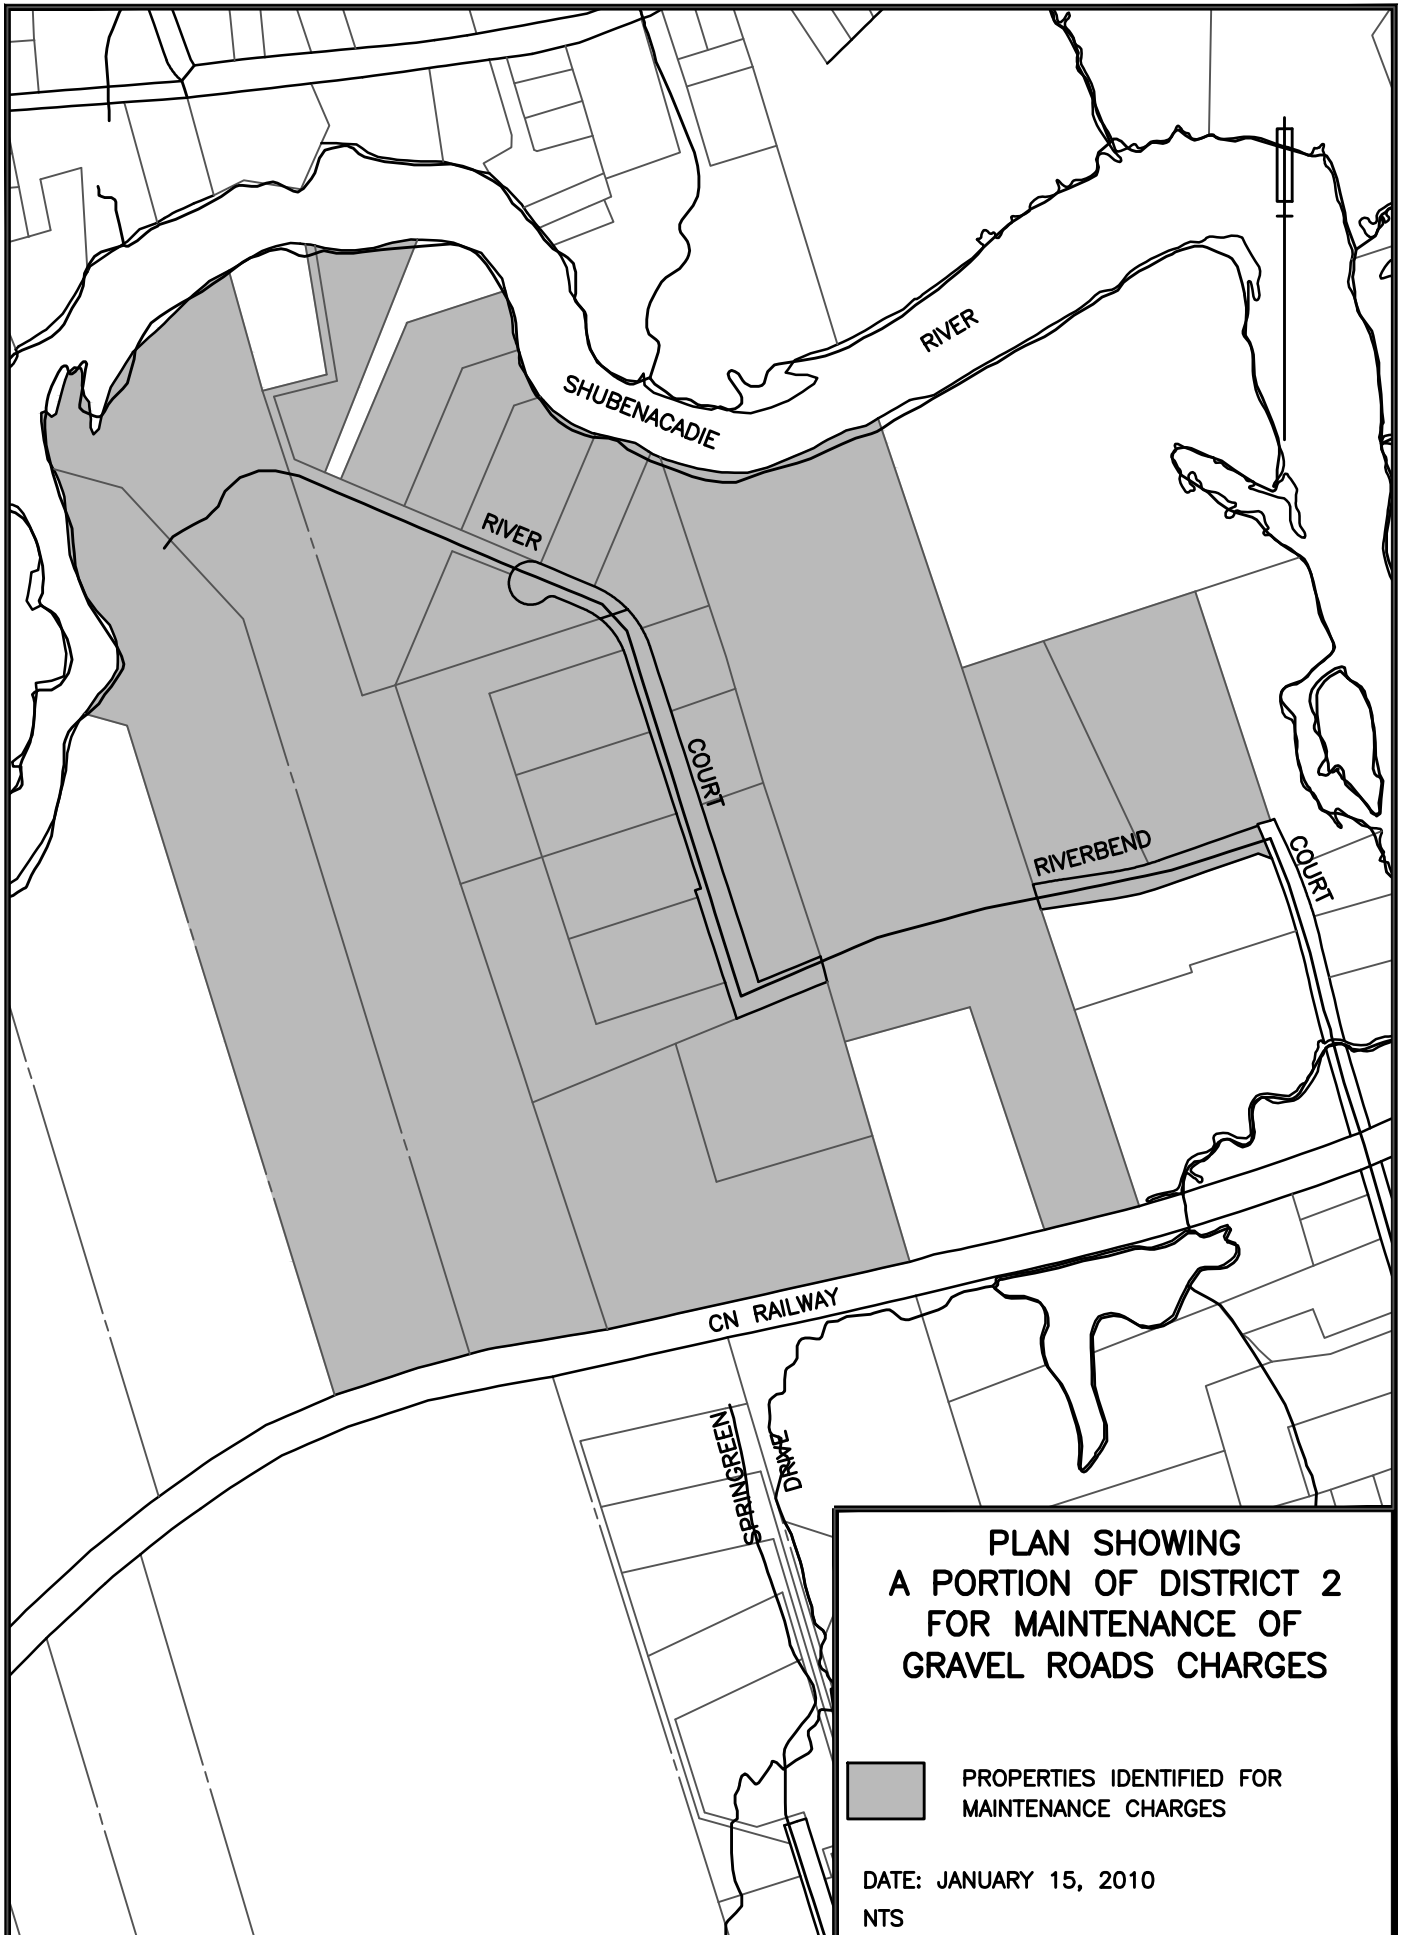 RIVER
SHUBENACADIE
RIVER
COURT
RIVERBEND
COURT
CN RAILWAY
SPRINGREEN
DRIVE
PLAN SHOWING
A PORTION OF DISTRICT 2
FOR MAINTENANCE OF
GRAVEL ROADS CHARGES
PROPERTIES IDENTIFIED FOR
MAINTENANCE CHARGES
DATE: JANUARY 15, 2010
NTS